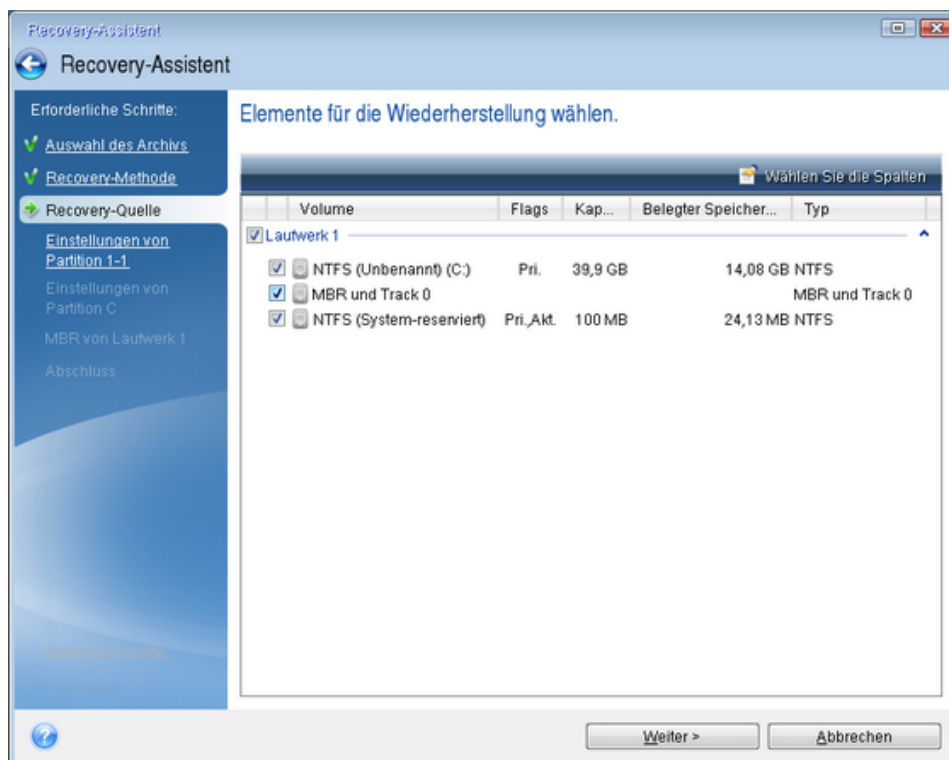 Recovery-Assistent
Recovery-Assistent
Erforderliche Schritte:
Auswahl des Archivs
Recovery-Methode
Recovery-Quelle
Einstellungen von
Partition 1-1
Einstellungen von
Partition C
MBR von Laufwerk 1
Abschluss
Elemente für die Wiederherstellung wählen.
Wählen Sie die Spalten
Volume Flags Kap... Belegter Speicher... Typ
Laufwerk 1
NTFS (Unbenannt) (C:) Pri. 39,9 GB 14,08 GB NTFS
MBR und Track 0 MBR und Track 0
NTFS (System-reserviert) Pri.,Akt. 100 MB 24,13 MB NTFS
Weiter >
Abbrechen